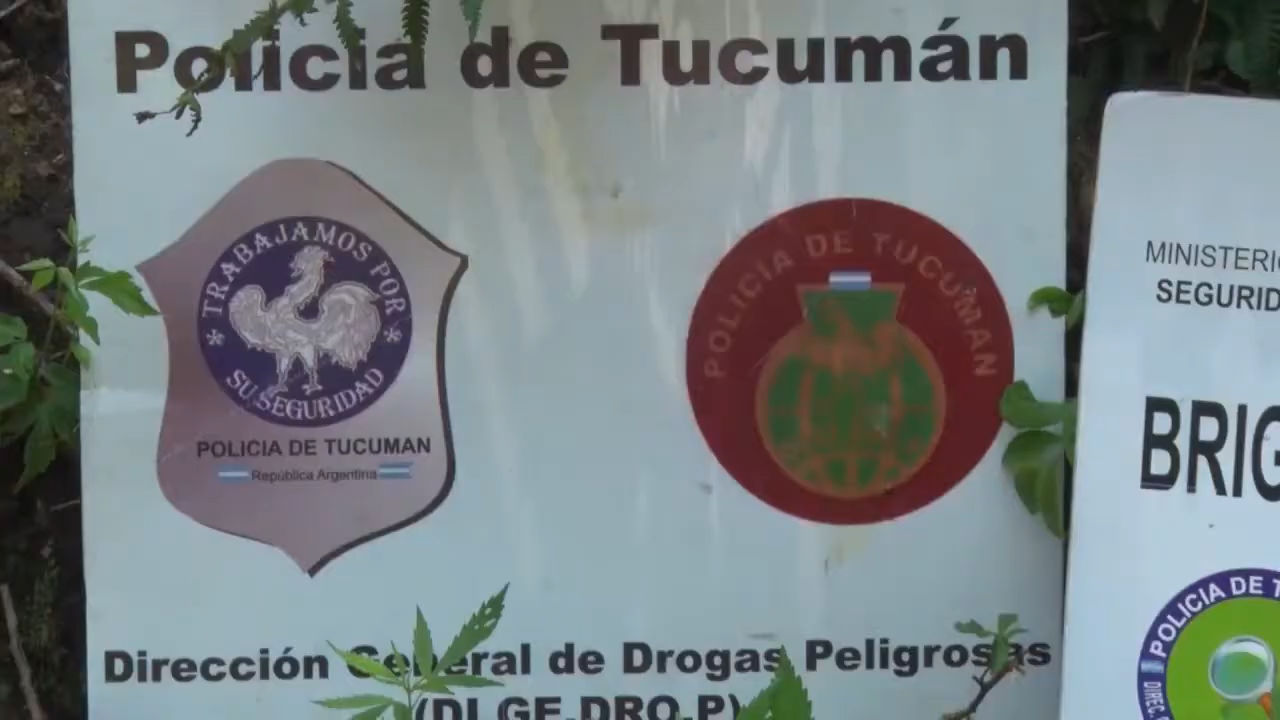 Policia de Tucumán
TRABAJAMOS POR
SU SEGURIDAD
POLICIA DE TUCUMAN
República Argentina
POLICIA DE TUCUMAN
Dirección General de Drogas Peligrosas
(DI.GE.DRO.P)
MINISTERIO
SEGURID
BRIG
POLICIA DE T
DIREC